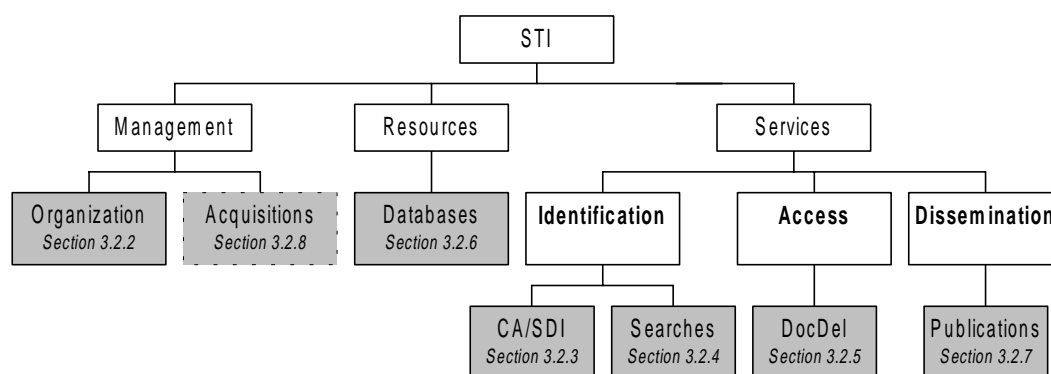 STI
Management
Resources
Services
Organization
Section 3.2.2
Acquisitions
Section 3.2.8
Databases
Section 3.2.6
Identification
Access
Dissemination
CA/SDI
Section 3.2.3
Searches
Section 3.2.4
DocDel
Section 3.2.5
Publications
Section 3.2.7